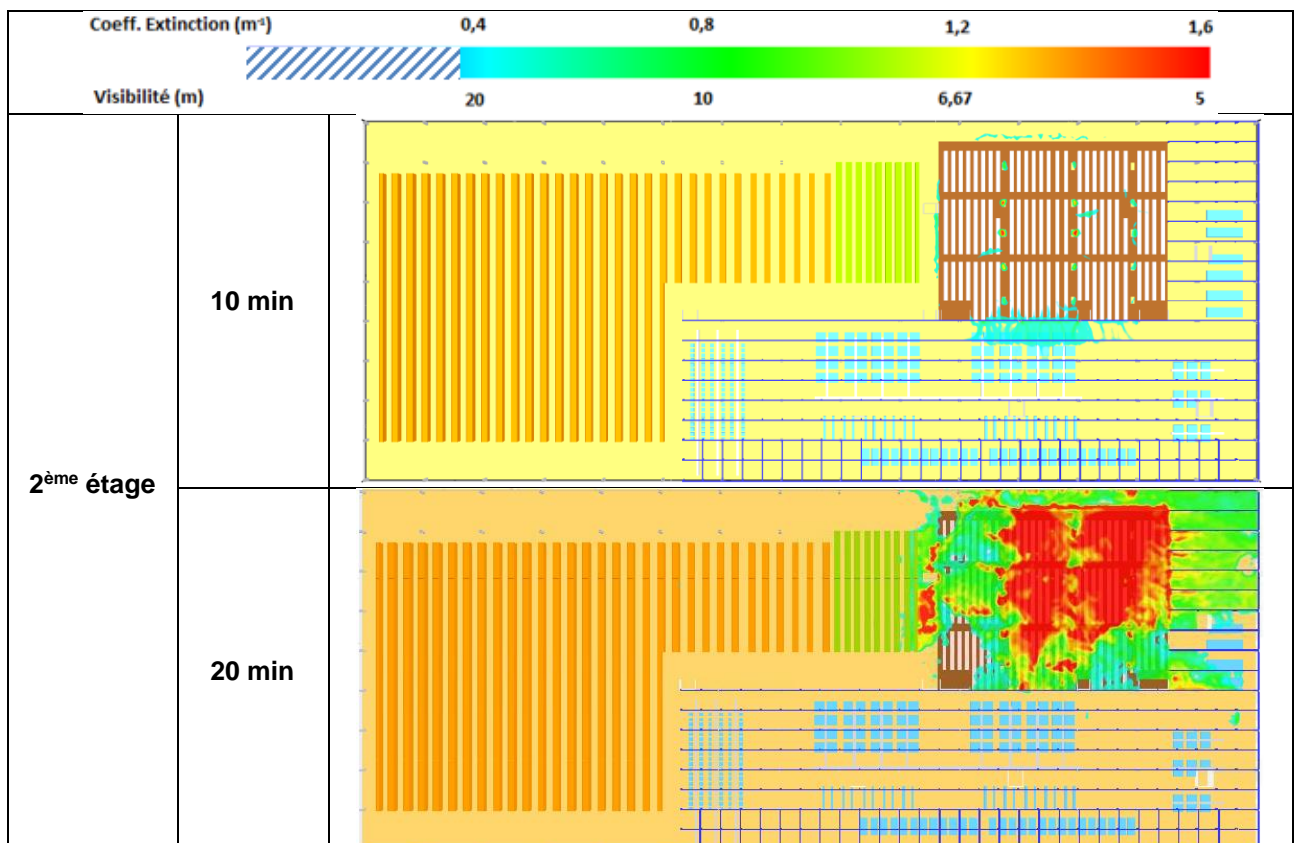 Coeff. Extinction (m⁻¹) 0,4 0,8 1,2 1,6
Visibilité (m) 20 10 6,67 5
10 min
2ème étage
20 min